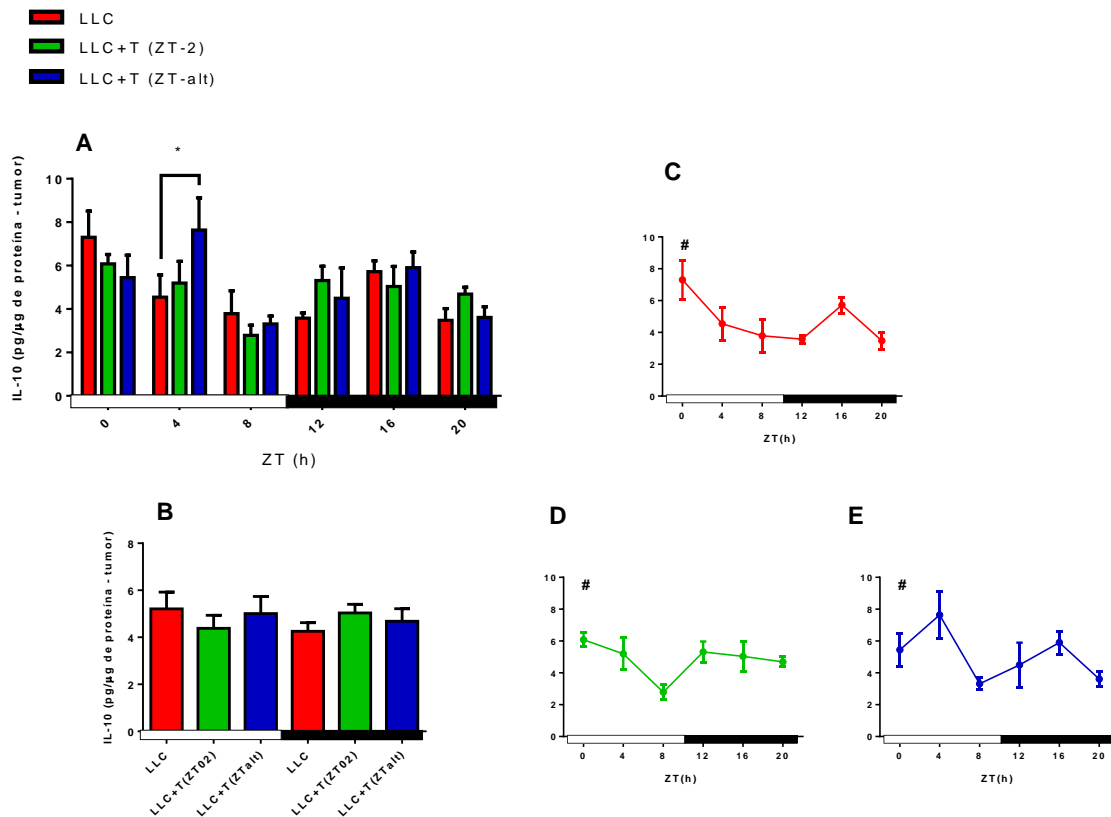 LLC
LLC+T (ZT-2)
LLC+T (ZT-alt)
A
*
IL-10 (pg/µg de proteína - tumor)
10
8
6
4
2
0
0 4 8 12 16 20
ZT (h)
C
#
10
8
6
4
2
0
0 4 8 12 16 20
ZT(h)
B
IL-10 (pg/µg de proteína - tumor)
8
6
4
2
0
LLC
LLC+T(ZT02)
LLC+T(ZTalt)
LLC
LLC+T(ZT02)
LLC+T(ZTalt)
D
#
10
8
6
4
2
0
0 4 8 12 16 20
ZT(h)
E
#
10
8
6
4
2
0
0 4 8 12 16 20
ZT(h)